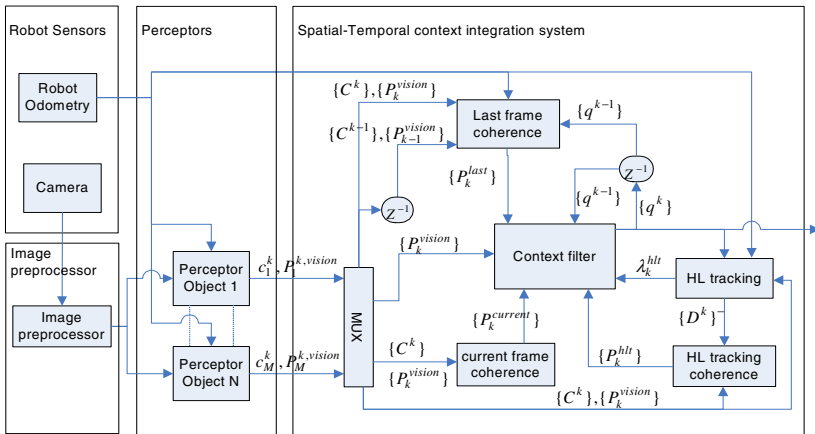 Robot Sensors
Perceptors
Spatial-Temporal context integration system
Robot
Odometry
Camera
Image
preprocessor
Image
preprocessor
Perceptor
Object 1
Perceptor
Object N
c_1^k, P_1^{k,vision}
c_M^k, P_M^{k,vision}
MUX
{C^k},{P_k^{vision}}
{C^{k-1}},{P_{k-1}^{vision}}
Z^{-1}
Last frame
coherence
{q^{k-1}}
Z^{-1}
{P_k^{last}}
{q^{k-1}}
{q^k}
{P_k^{vision}}
Context filter
λ_k^{hlt}
HL tracking
{P_k^{current}}
{D^k}^-
{C^k}
{P_k^{vision}}
current frame
coherence
{P_k^{hlt}}
HL tracking
coherence
{C^k},{P_k^{vision}}